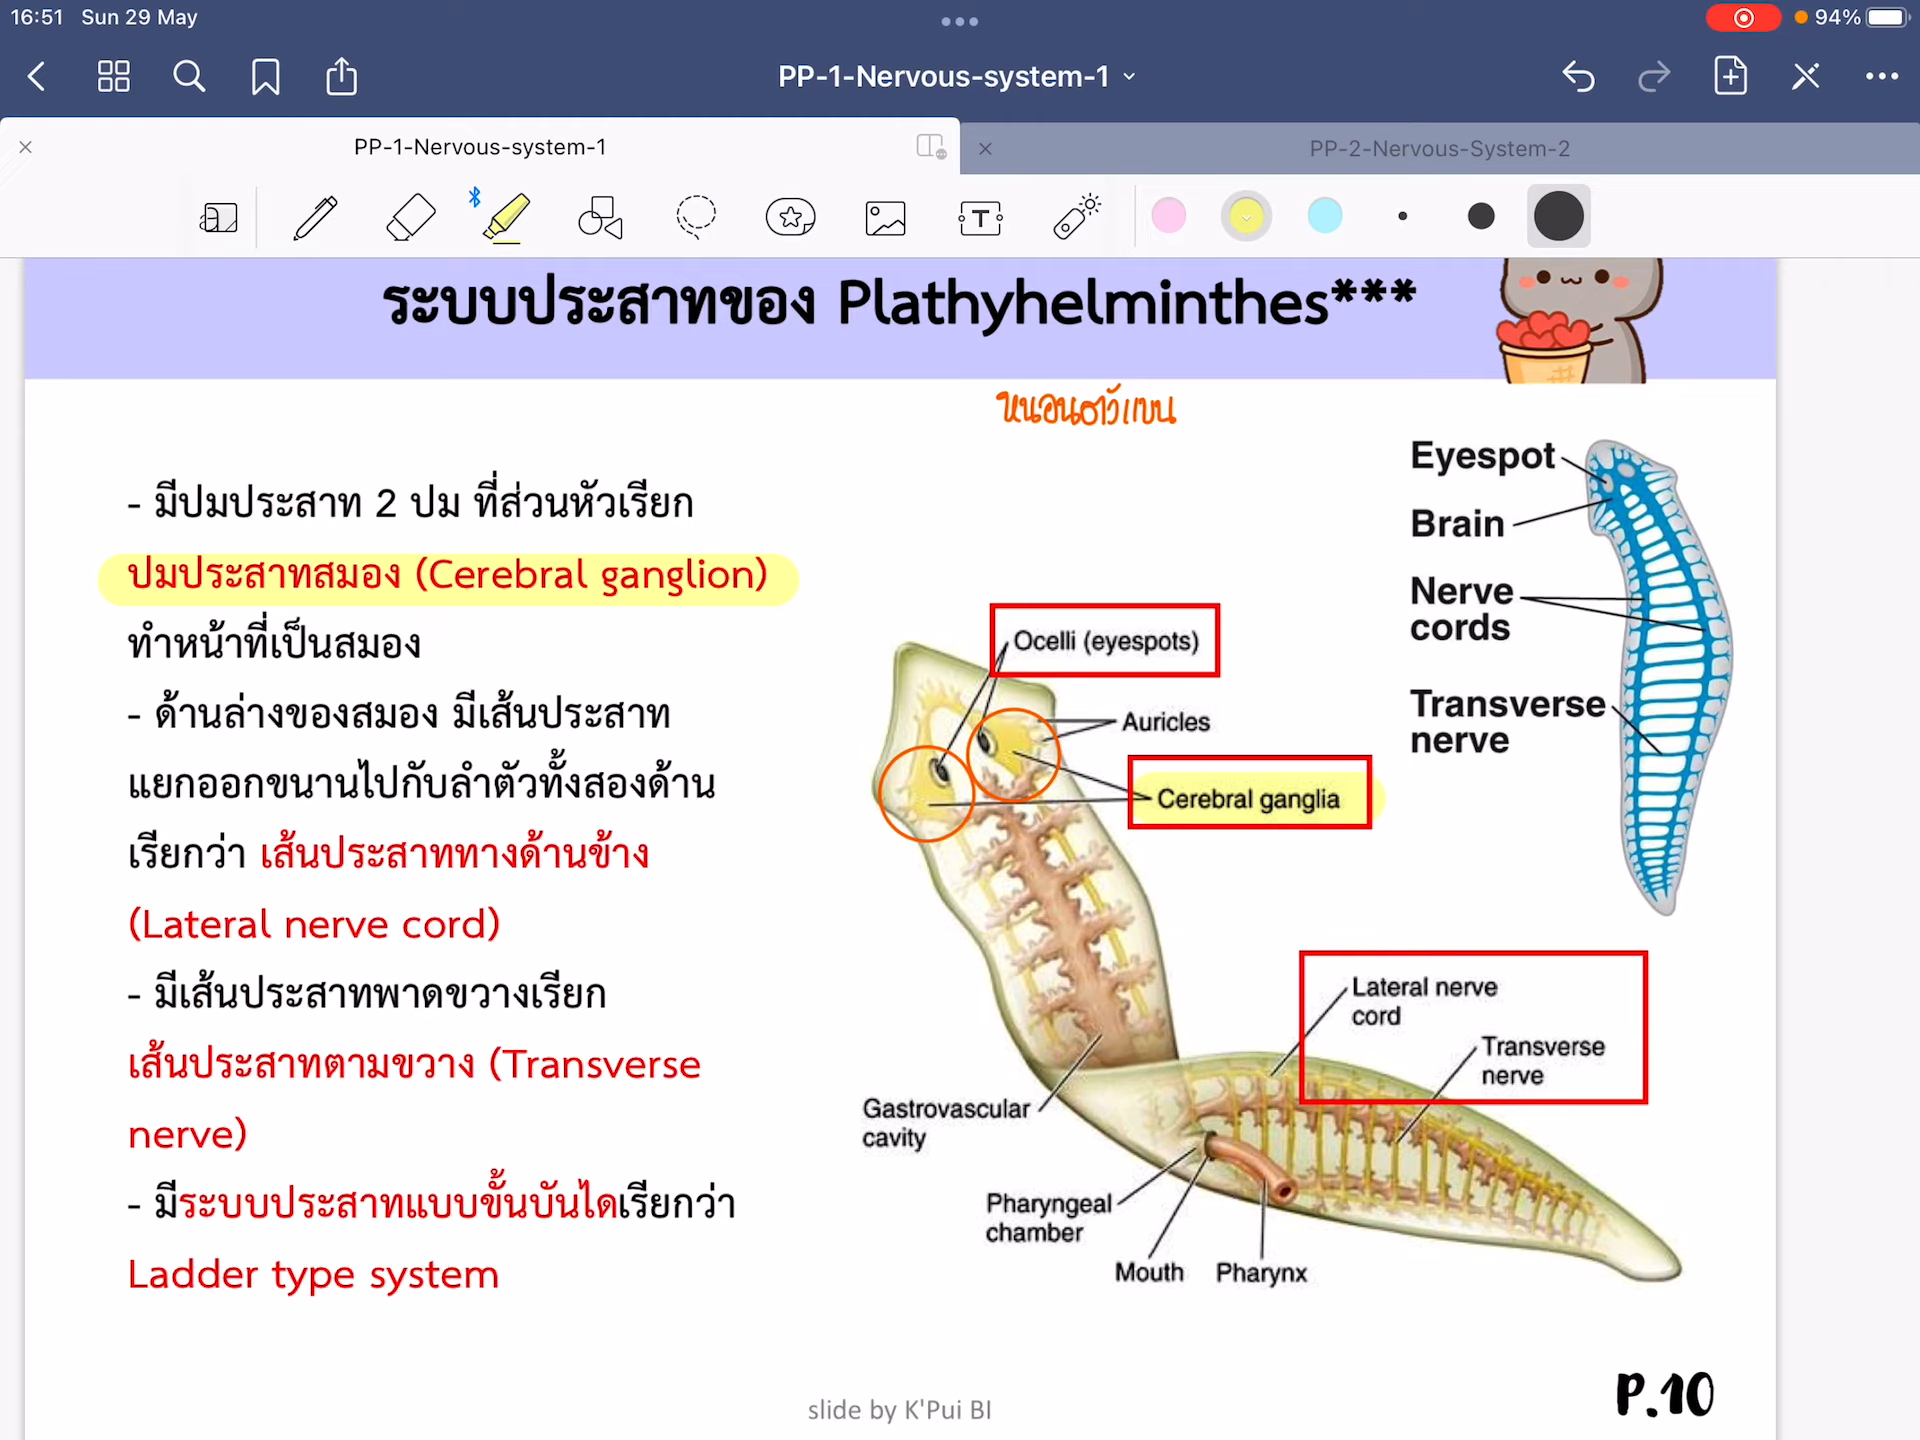 16:51 Sun 29 May
94%
PP-1-Nervous-system-1
PP-1-Nervous-system-1
PP-2-Nervous-System-2
ระบบประสาทของ Plathyhelminthes***
หนอนตัวแบน
- มีปมประสาท 2 ปม ที่ส่วนหัวเรียก
ปมประสาทสมอง (Cerebral ganglion)
ทำหน้าที่เป็นสมอง
- ด้านล่างของสมอง มีเส้นประสาท
แยกออกขนานไปกับลำตัวทั้งสองด้าน
เรียกว่า เส้นประสาททางด้านข้าง
(Lateral nerve cord)
- มีเส้นประสาทพาดขวางเรียก
เส้นประสาทตามขวาง (Transverse
nerve)
- มีระบบประสาทแบบขั้นบันไดเรียกว่า
Ladder type system
Ocelli (eyespots)
Auricles
Cerebral ganglia
Lateral nerve
cord
Transverse
nerve
Gastrovascular
cavity
Pharyngeal
chamber
Mouth
Pharynx
Eyespot
Brain
Nerve
cords
Transverse
nerve
slide by K'Pui BI
P.10